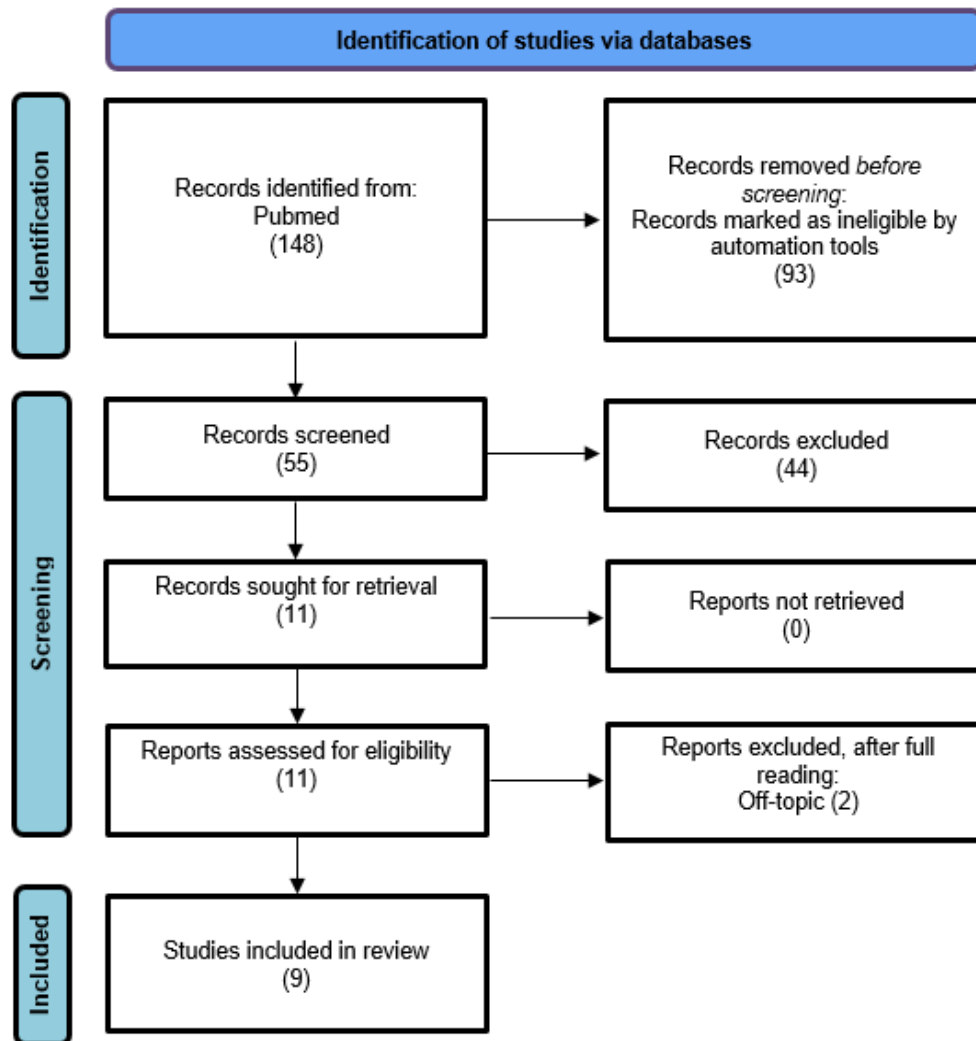 Identification of studies via databases
Identification
Records identified from:
Pubmed
(148)
Records removed before
screening:
Records marked as ineligible by
automation tools
(93)
Screening
Records screened
(55)
Records excluded
(44)
Records sought for retrieval
(11)
Reports not retrieved
(0)
Reports assessed for eligibility
(11)
Reports excluded, after full
reading:
Off-topic (2)
Included
Studies included in review
(9)